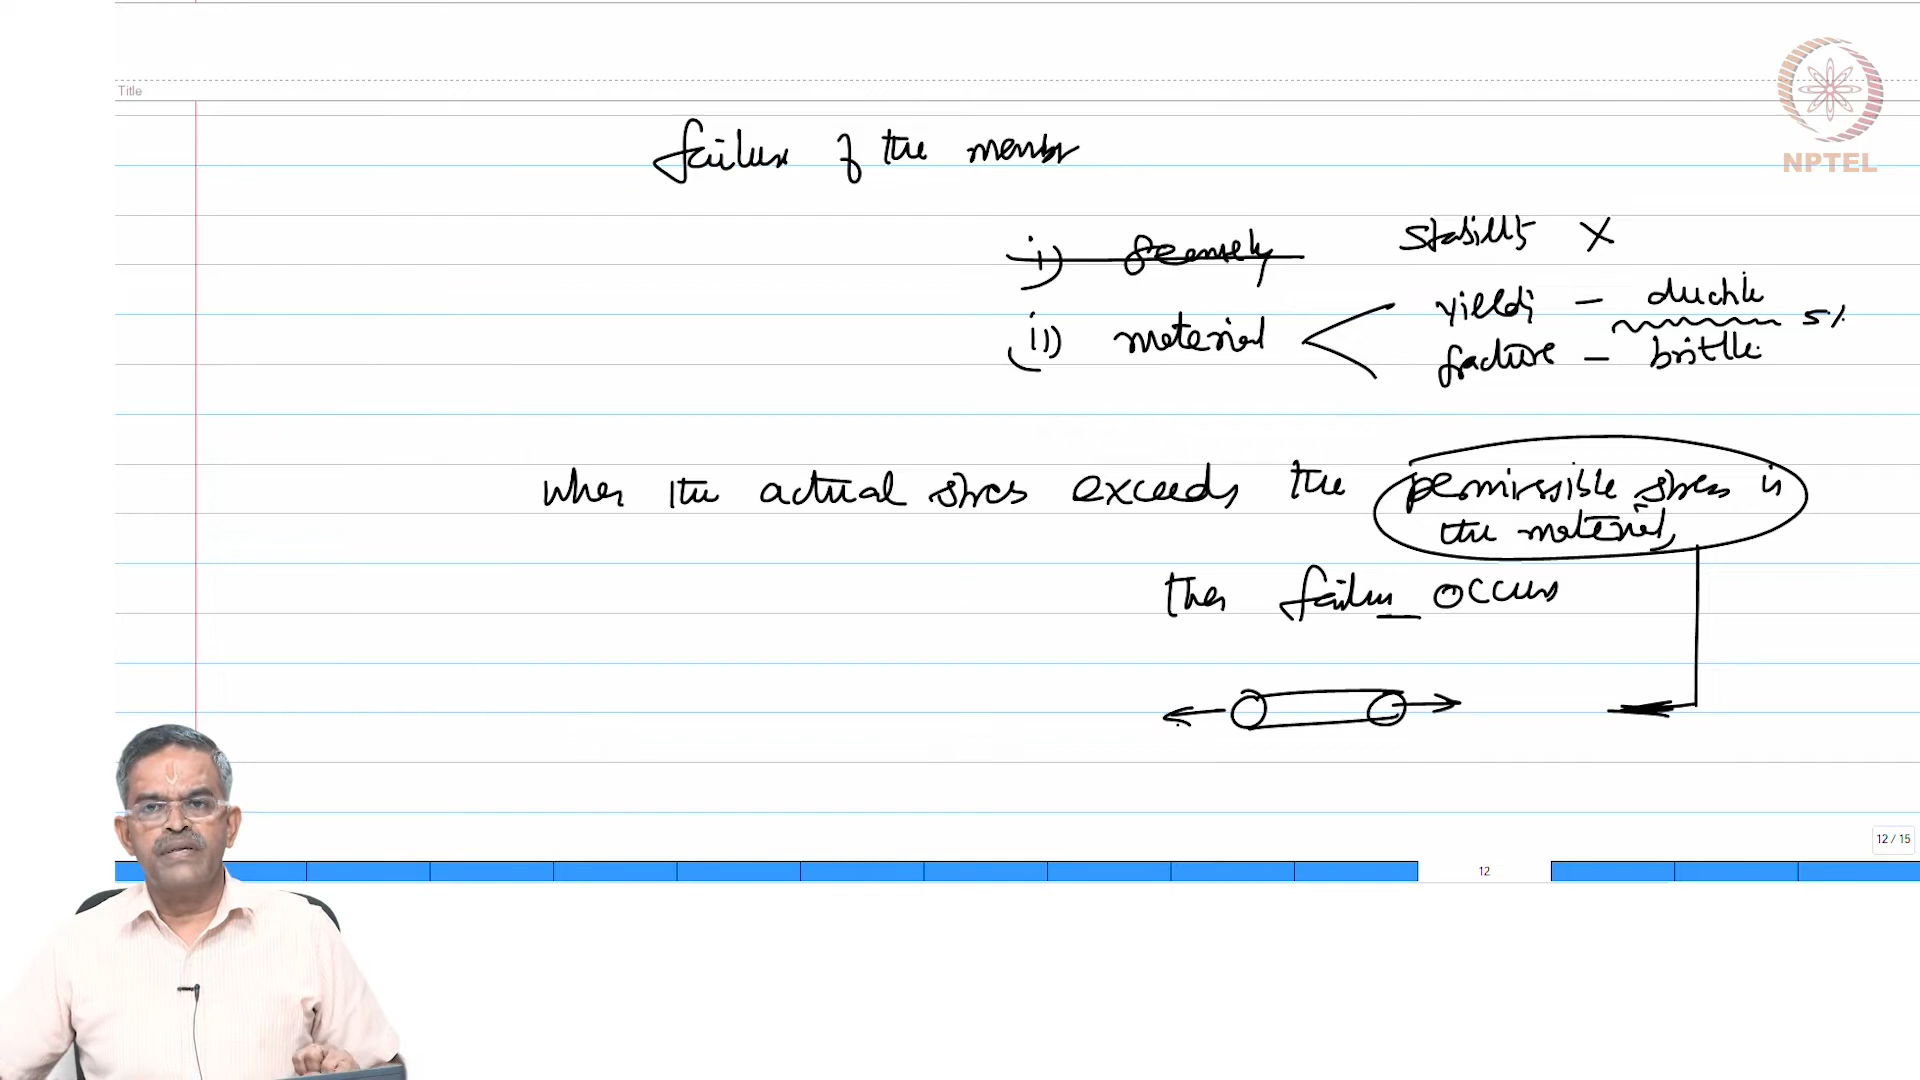 Title
NPTEL
failure of the member
i) Geometry stability X
ii) material yieldg - ductile
5%
fracture - brittle
when the actual stress exceeds the permissible stress in
the material,
then failure occurs
12 / 15
12